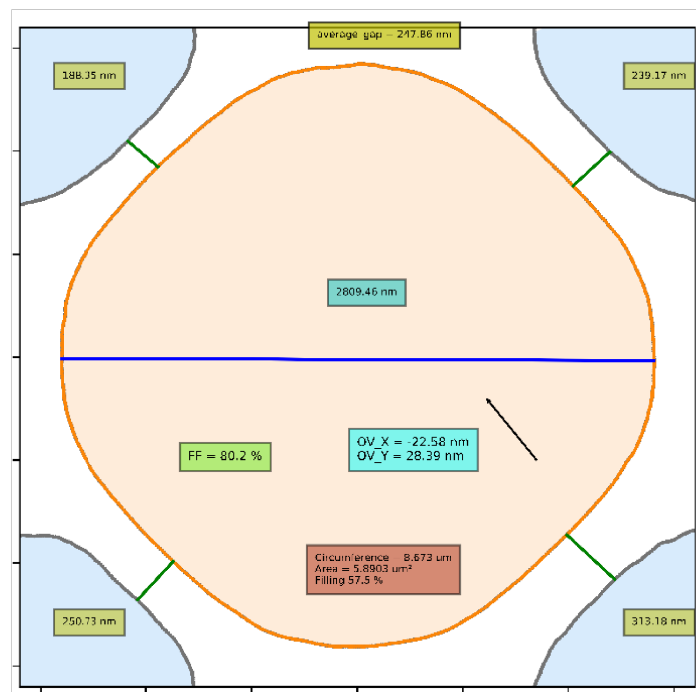 average gap = 247.86 nm
188.35 nm
239.17 nm
2809.46 nm
FF = 80.2 %
OV_X = -22.58 nm
OV_Y = 28.39 nm
Circumference = 8.673 um
Area = 5.8903 um²
Filling 57.5 %
250.73 nm
313.18 nm